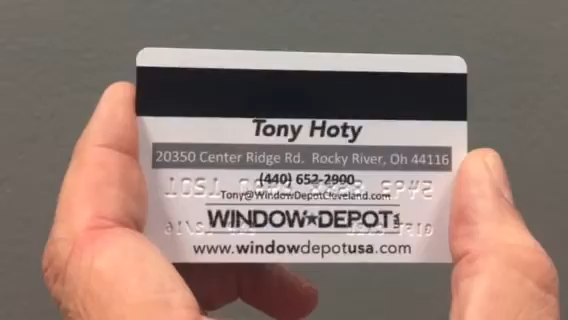 Tony Hoty
20350 Center Ridge Rd. Rocky River, Oh 44116
(440) 652-2900
Tony@WindowDepotCleveland.com
WINDOW★DEPOT USA
www.windowdepotusa.com